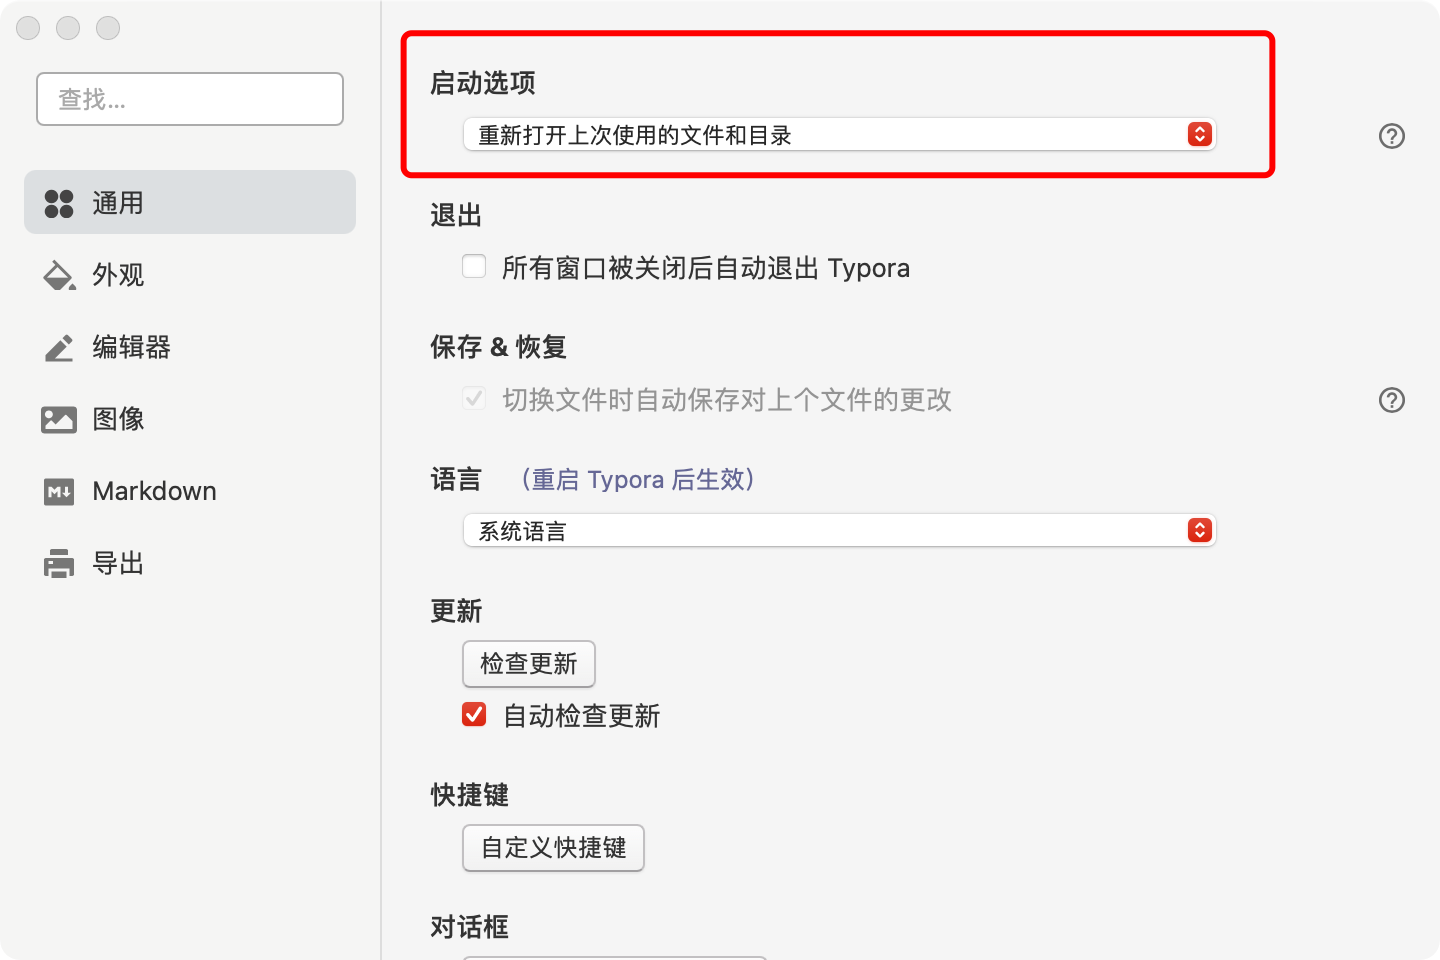 查找...
通用
外观
编辑器
图像
Markdown
导出
启动选项
重新打开上次使用的文件和目录
退出
所有窗口被关闭后自动退出 Typora
保存 & 恢复
切换文件时自动保存对上个文件的更改
语言 （重启 Typora 后生效）
系统语言
更新
检查更新
自动检查更新
快捷键
自定义快捷键
对话框